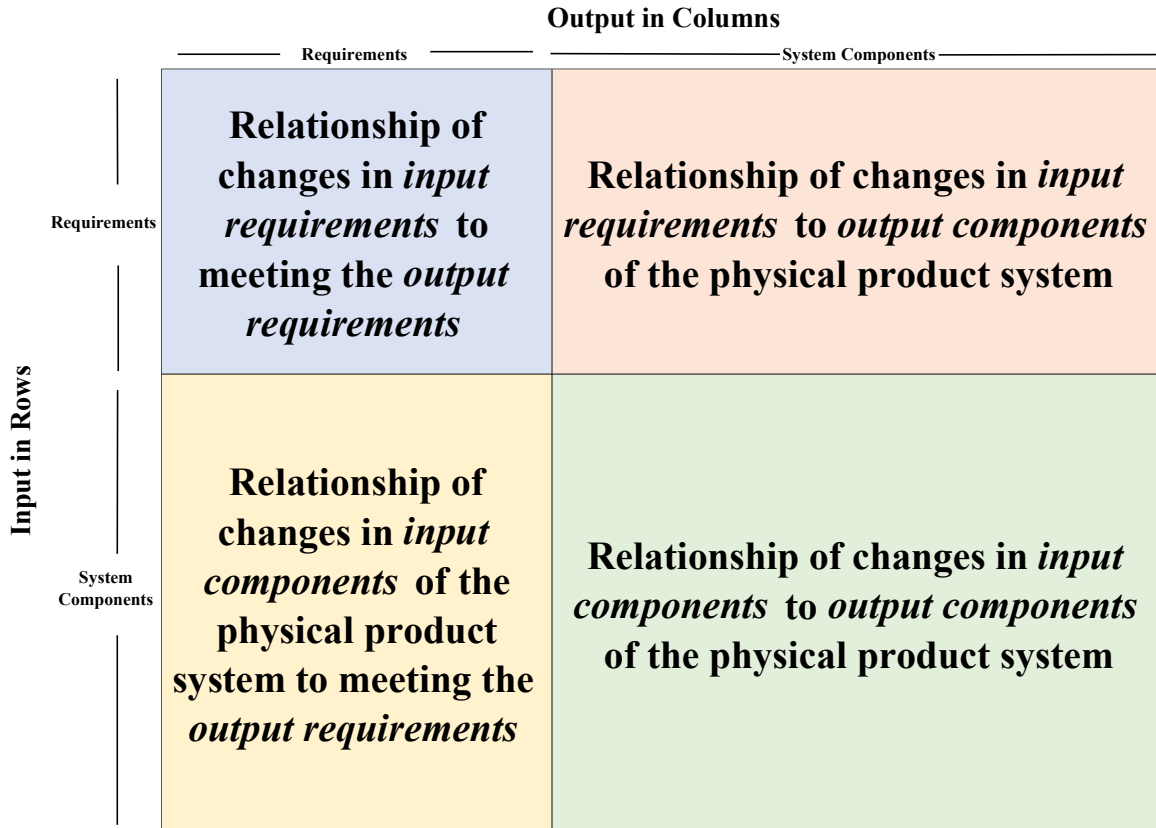 Output in Columns
Requirements
System Components
Input in Rows
Requirements
Relationship of
changes in input
requirements to
meeting the output
requirements
Relationship of changes in input
requirements to output components
of the physical product system
System
Components
Relationship of
changes in input
components of the
physical product
system to meeting the
output requirements
Relationship of changes in input
components to output components
of the physical product system